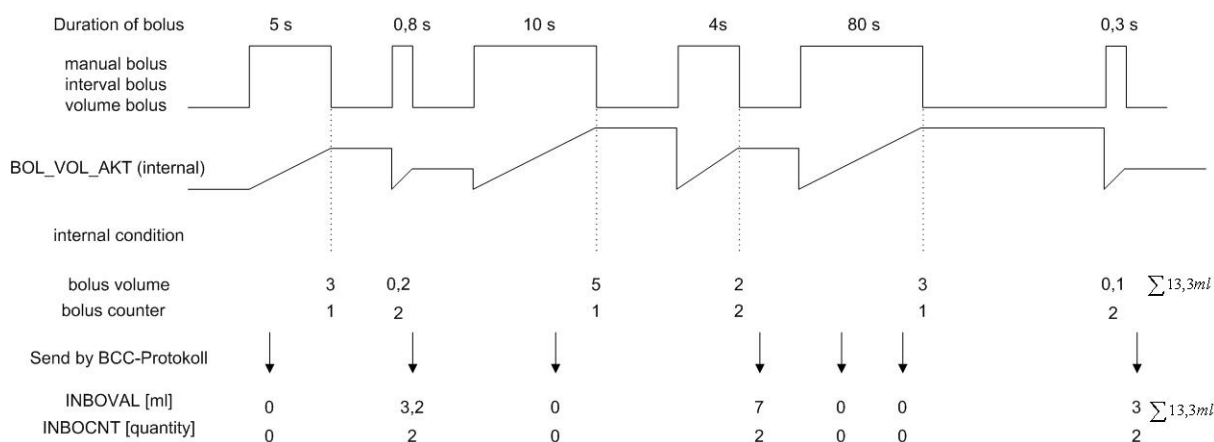 Duration of bolus 5 s 0,8 s 10 s 4s 80 s 0,3 s
manual bolus
interval bolus
volume bolus
BOL_VOL_AKT (internal)
internal condition
bolus volume 3 0,2 5 2 3 0,1 ∑13,3ml
bolus counter 1 2 1 2 1 2
Send by BCC-Protokoll
INBOVAL [ml] 0 3,2 0 7 0 0 3 ∑13,3ml
INBOCNT [quantity] 0 2 0 2 0 0 2